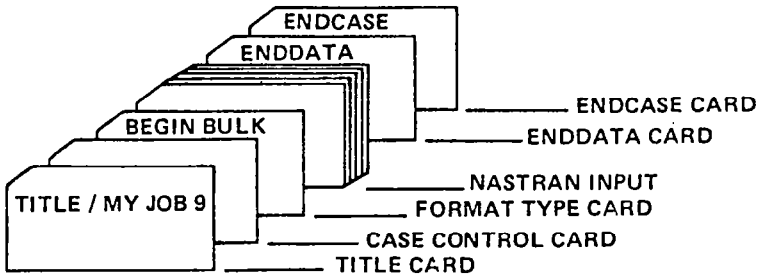 ENDCASE
ENDDATA
ENDCASE CARD
BEGIN BULK
ENDDATA CARD
NASTRAN INPUT
TITLE / MY JOB 9
FORMAT TYPE CARD
CASE CONTROL CARD
TITLE CARD